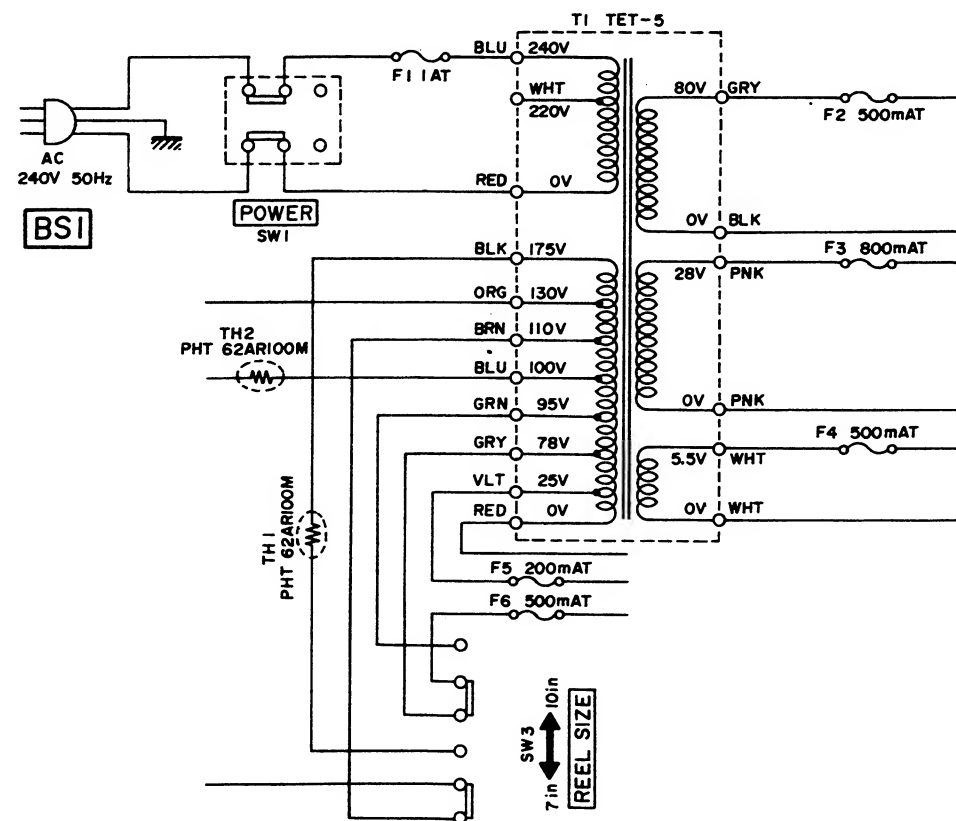 T1 TET-5
BLU 240V
F1 1AT
WHT
220V
80V GRY
F2 500mAT
AC
240V 50Hz
RED 0V
0V BLK
BS1
POWER
SW1
BLK 175V
F3 800mAT
28V PNK
ORG 130V
TH2
PHT 62AR100M
BRN 110V
BLU 100V
GRN 95V
0V PNK
GRY 78V
F4 500mAT
5.5V WHT
VLT 25V
RED 0V
0V WHT
TH1
PHT 62AR100M
F5 200mAT
F6 500mAT
SW3
7in 10in
REEL SIZE